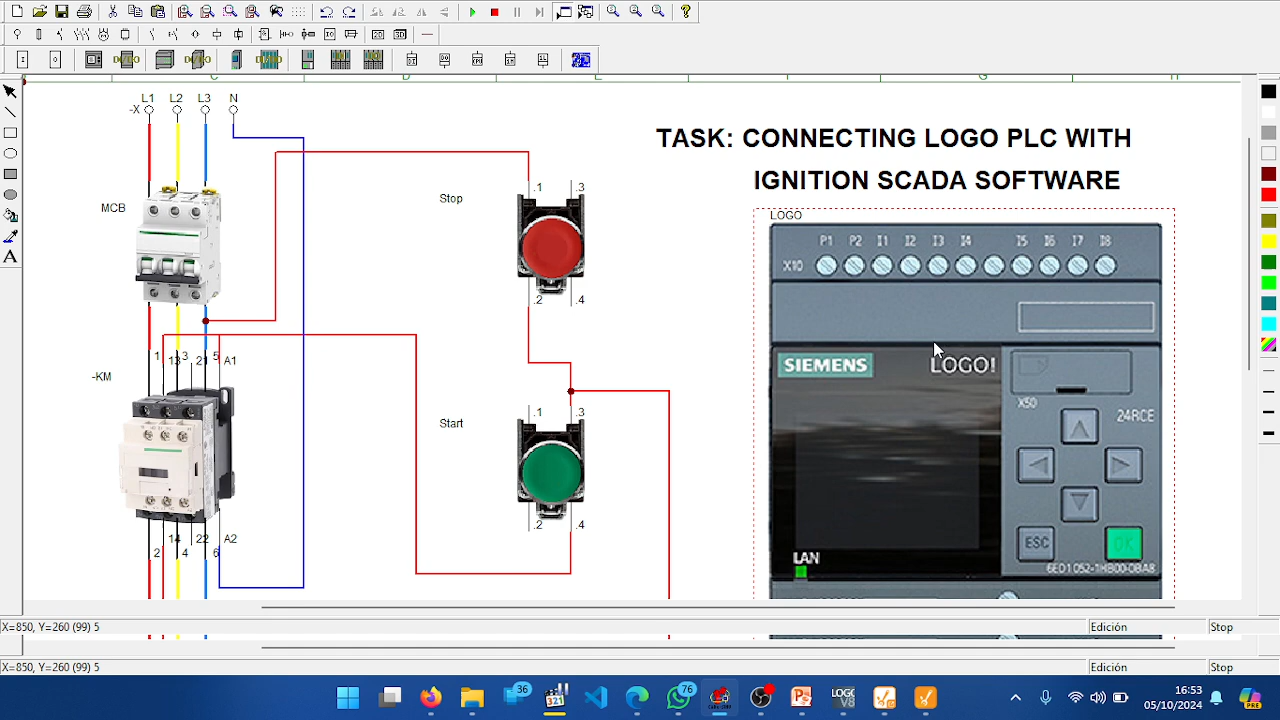 C D E F G H
L1 L2 L3 N
-X
TASK: CONNECTING LOGO PLC WITH
IGNITION SCADA SOFTWARE
MCB
Stop
.1 .3
.2 .4
LOGO
P1 P2 I1 I2 I3 I4 I5 I6 I7 I8
X10
SIEMENS
LOGO!
X50
24RCE
ESC
OK
LAN
6ED1 052-1HB00-0BA8
1 13 3 21 5 A1
-KM
2 14 4 22 6 A2
Start
.1 .3
.2 .4
X=850, Y=260 (99) 5
Edición
Stop
X=850, Y=260 (99) 5
Edición
Stop
36
321
76
V8
16:53
05/10/2024
PRE